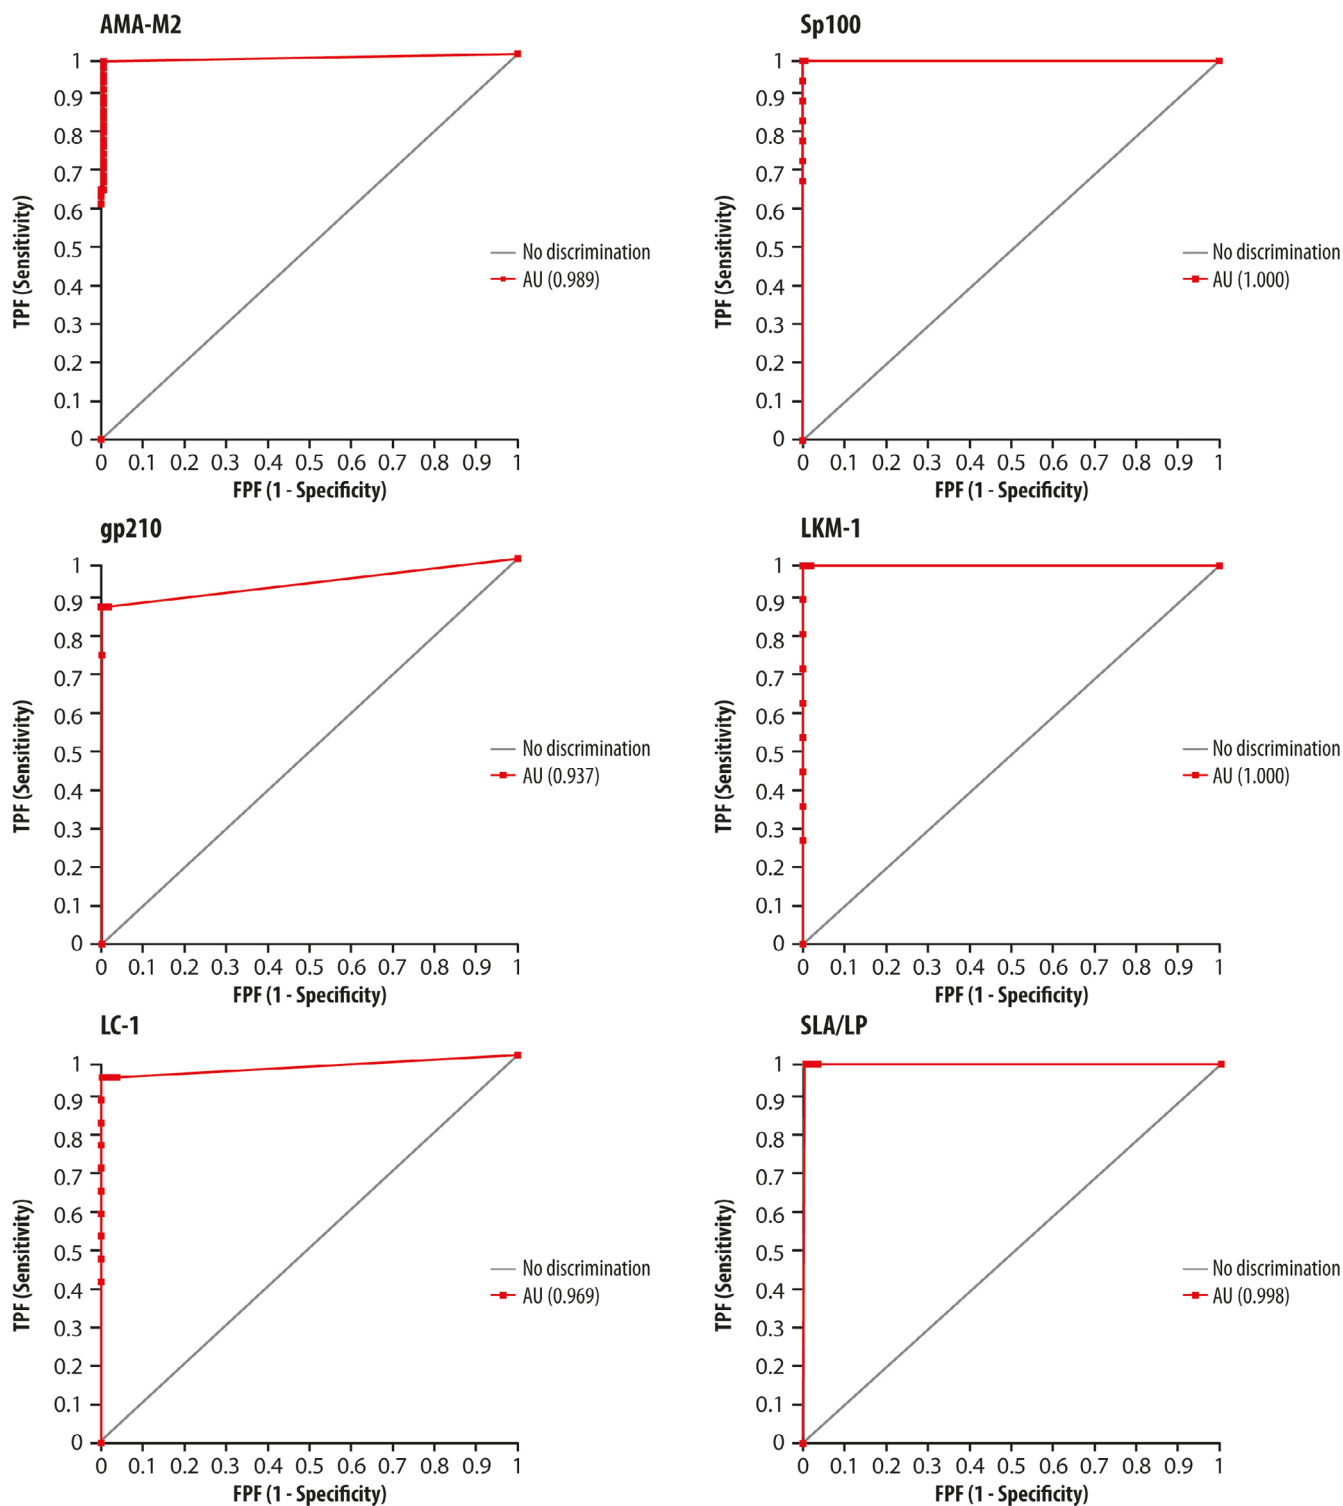 AMA-M2
1
0.9
0.8
0.7
0.6
0.5
0.4
0.3
0.2
0.1
0
TPF (Sensitivity)
0 0.1 0.2 0.3 0.4 0.5 0.6 0.7 0.8 0.9 1
FPF (1 - Specificity)
No discrimination
AU (0.989)
Sp100
1
0.9
0.8
0.7
0.6
0.5
0.4
0.3
0.2
0.1
0
TPF (Sensitivity)
0 0.1 0.2 0.3 0.4 0.5 0.6 0.7 0.8 0.9 1
FPF (1 - Specificity)
No discrimination
AU (1.000)
gp210
1
0.9
0.8
0.7
0.6
0.5
0.4
0.3
0.2
0.1
0
TPF (Sensitivity)
0 0.1 0.2 0.3 0.4 0.5 0.6 0.7 0.8 0.9 1
FPF (1 - Specificity)
No discrimination
AU (0.937)
LKM-1
1
0.9
0.8
0.7
0.6
0.5
0.4
0.3
0.2
0.1
0
TPF (Sensitivity)
0 0.1 0.2 0.3 0.4 0.5 0.6 0.7 0.8 0.9 1
FPF (1 - Specificity)
No discrimination
AU (1.000)
LC-1
1
0.9
0.8
0.7
0.6
0.5
0.4
0.3
0.2
0.1
0
TPF (Sensitivity)
0 0.1 0.2 0.3 0.4 0.5 0.6 0.7 0.8 0.9 1
FPF (1 - Specificity)
No discrimination
AU (0.969)
SLA/LP
1
0.9
0.8
0.7
0.6
0.5
0.4
0.3
0.2
0.1
0
TPF (Sensitivity)
0 0.1 0.2 0.3 0.4 0.5 0.6 0.7 0.8 0.9 1
FPF (1 - Specificity)
No discrimination
AU (0.998)